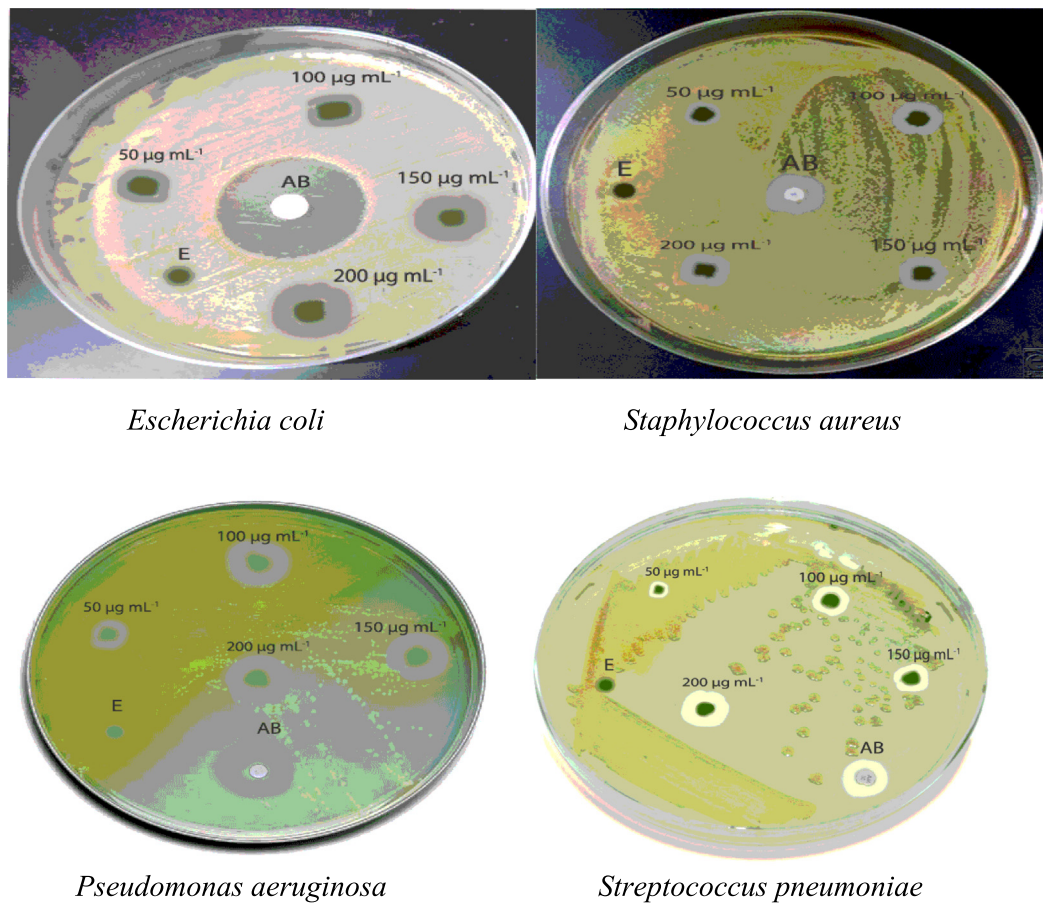 100 µg mL⁻¹
50 µg mL⁻¹
AB
150 µg mL⁻¹
E
200 µg mL⁻¹
Escherichia coli
50 µg mL⁻¹
100 µg mL⁻¹
E
AB
200 µg mL⁻¹
150 µg mL⁻¹
Staphylococcus aureus
100 µg mL⁻¹
50 µg mL⁻¹
150 µg mL⁻¹
200 µg mL⁻¹
E
AB
Pseudomonas aeruginosa
50 µg mL⁻¹
100 µg mL⁻¹
E
150 µg mL⁻¹
200 µg mL⁻¹
AB
Streptococcus pneumoniae